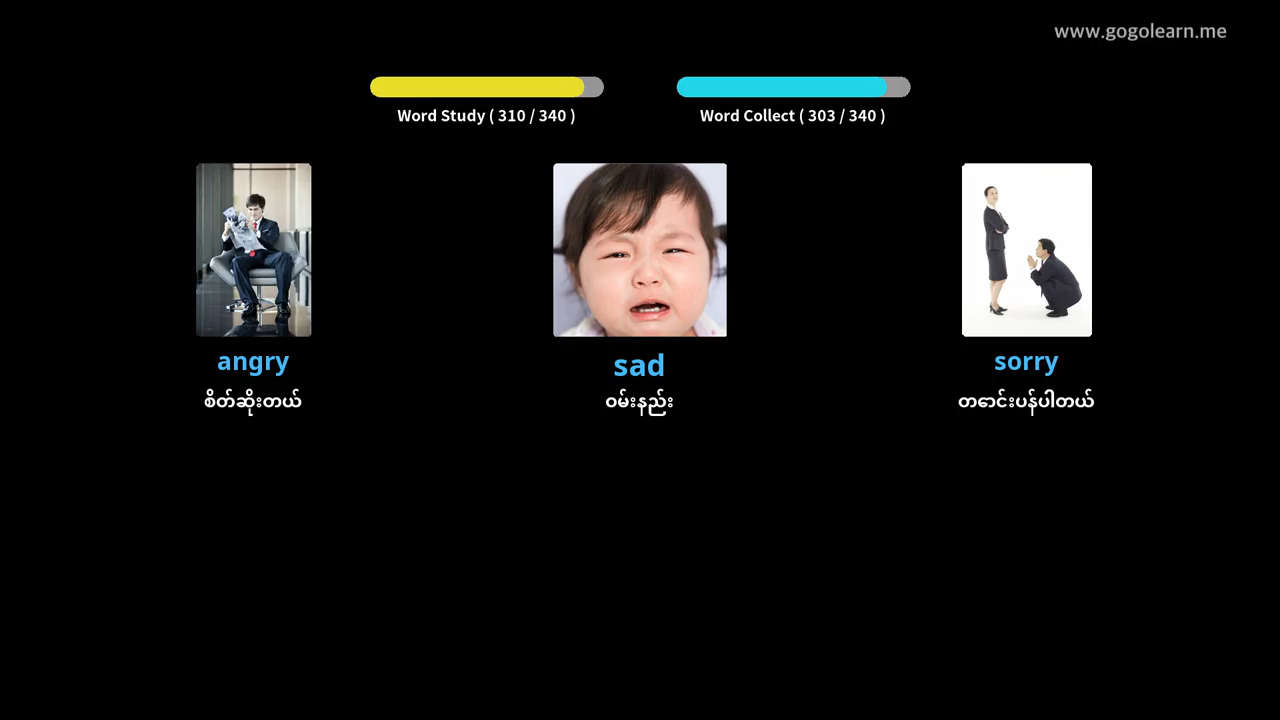 www.gogolearn.me
Word Study ( 310 / 340 )
Word Collect ( 303 / 340 )
angry
sad
sorry
စိတ်ဆိုးတယ်
ဝမ်းနည်း
တောင်းပန်ပါတယ်